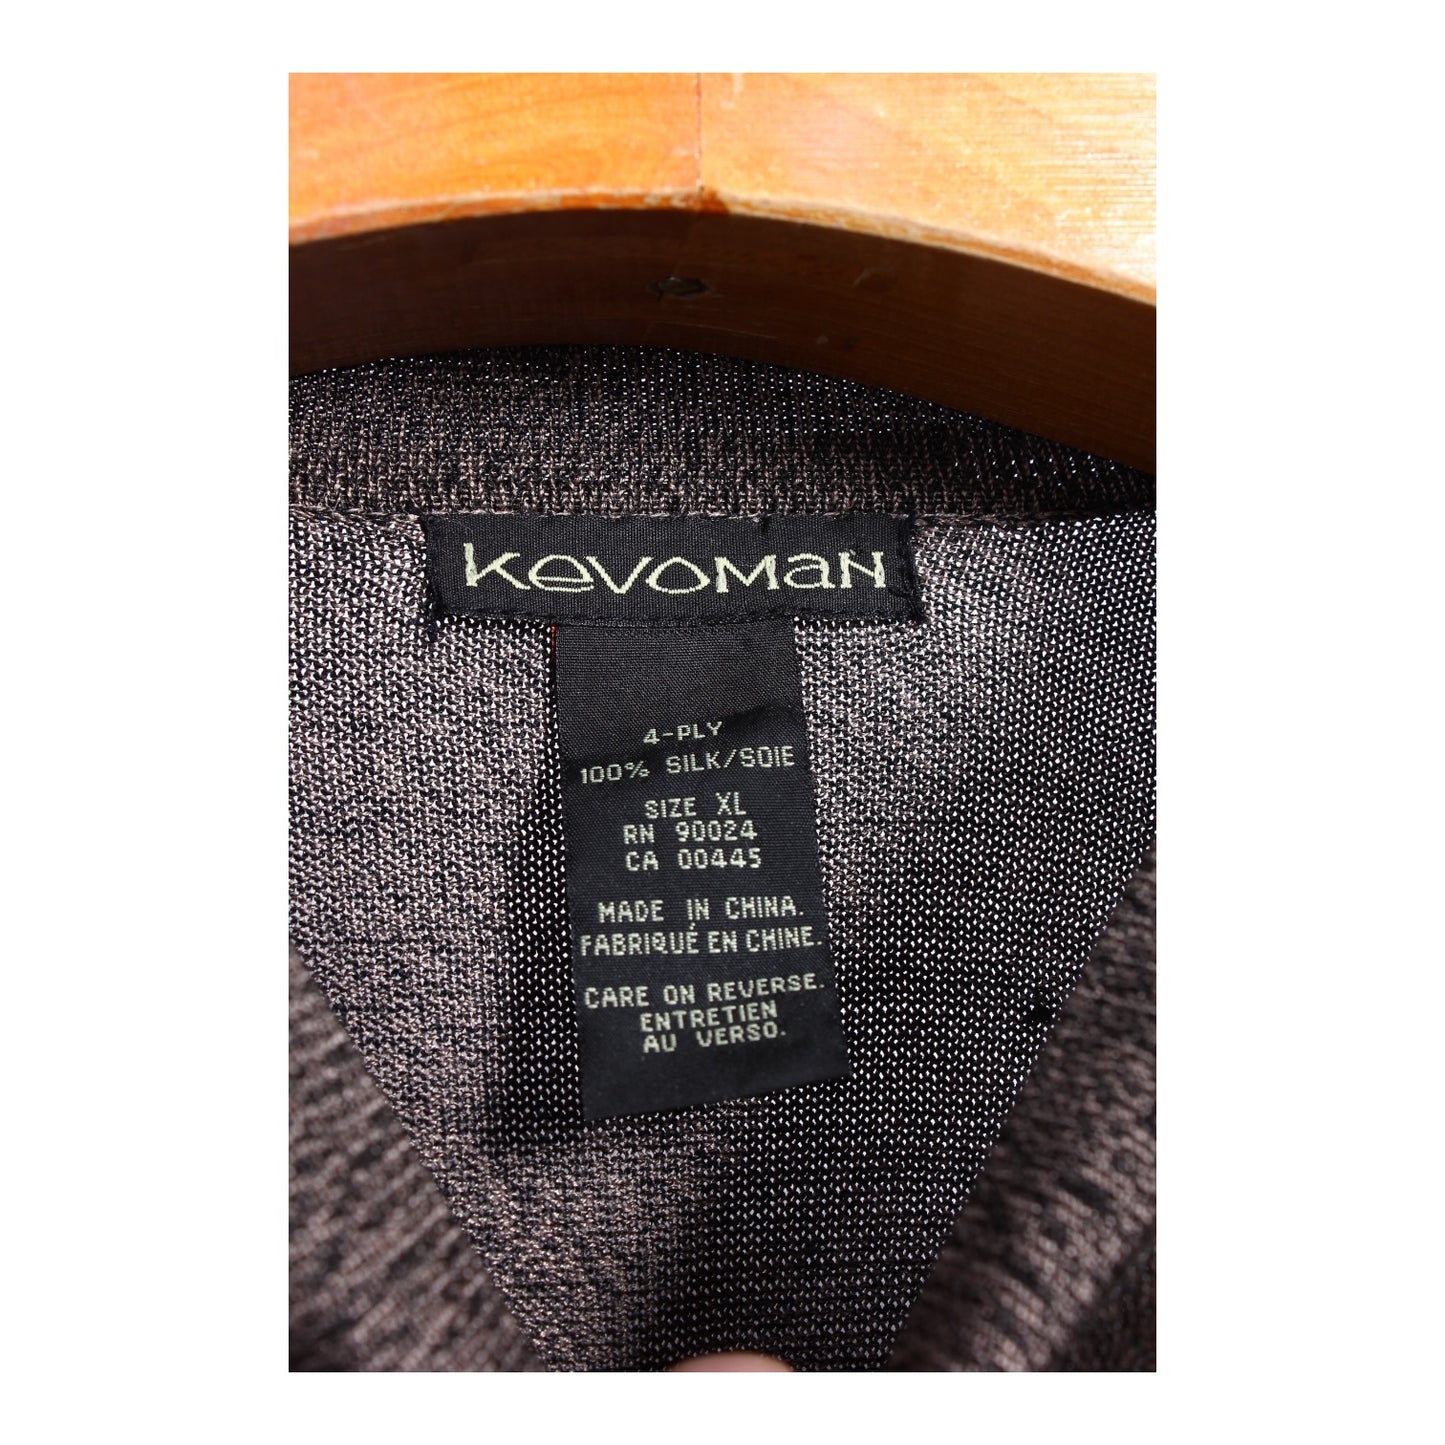 KevoMaN
4-PLY
100% SILK/SOIE
SIZE XL
RN 90024
CA 00445
MADE IN CHINA.
FABRIQUÉ EN CHINE.
CARE ON REVERSE.
ENTRETIEN
AU VERSO.